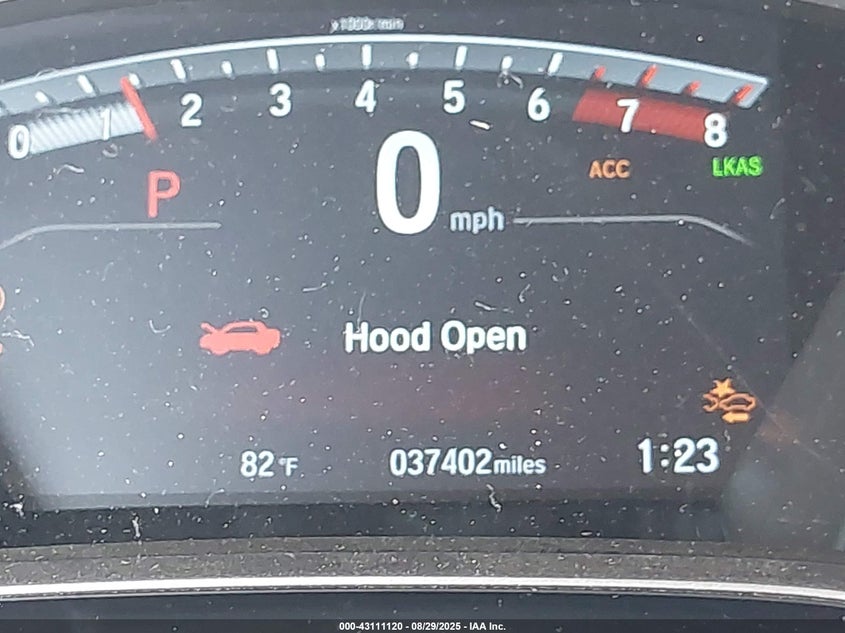 x1000r/min
0 1 2 3 4 5 6 7 8
P 0 mph ACC LKAS
Hood Open
82°F 037402miles 1:23
000-43111120 - 08/29/2025 - IAA Inc.